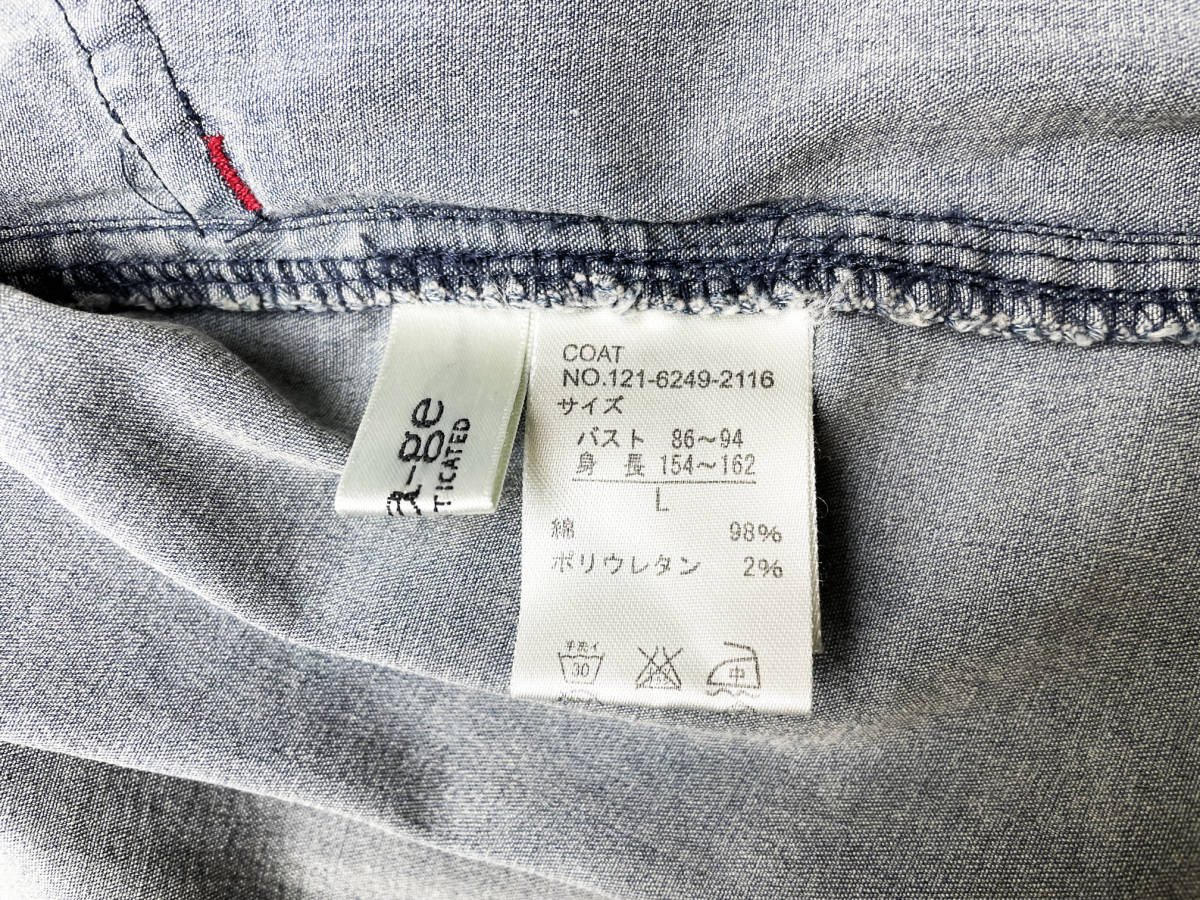 COAT
NO.121-6249-2116
サイズ
バスト 86～94
身 長 154～162
L
綿 98%
ポリウレタン 2%
手洗イ
30
中
a-ge
TICATED